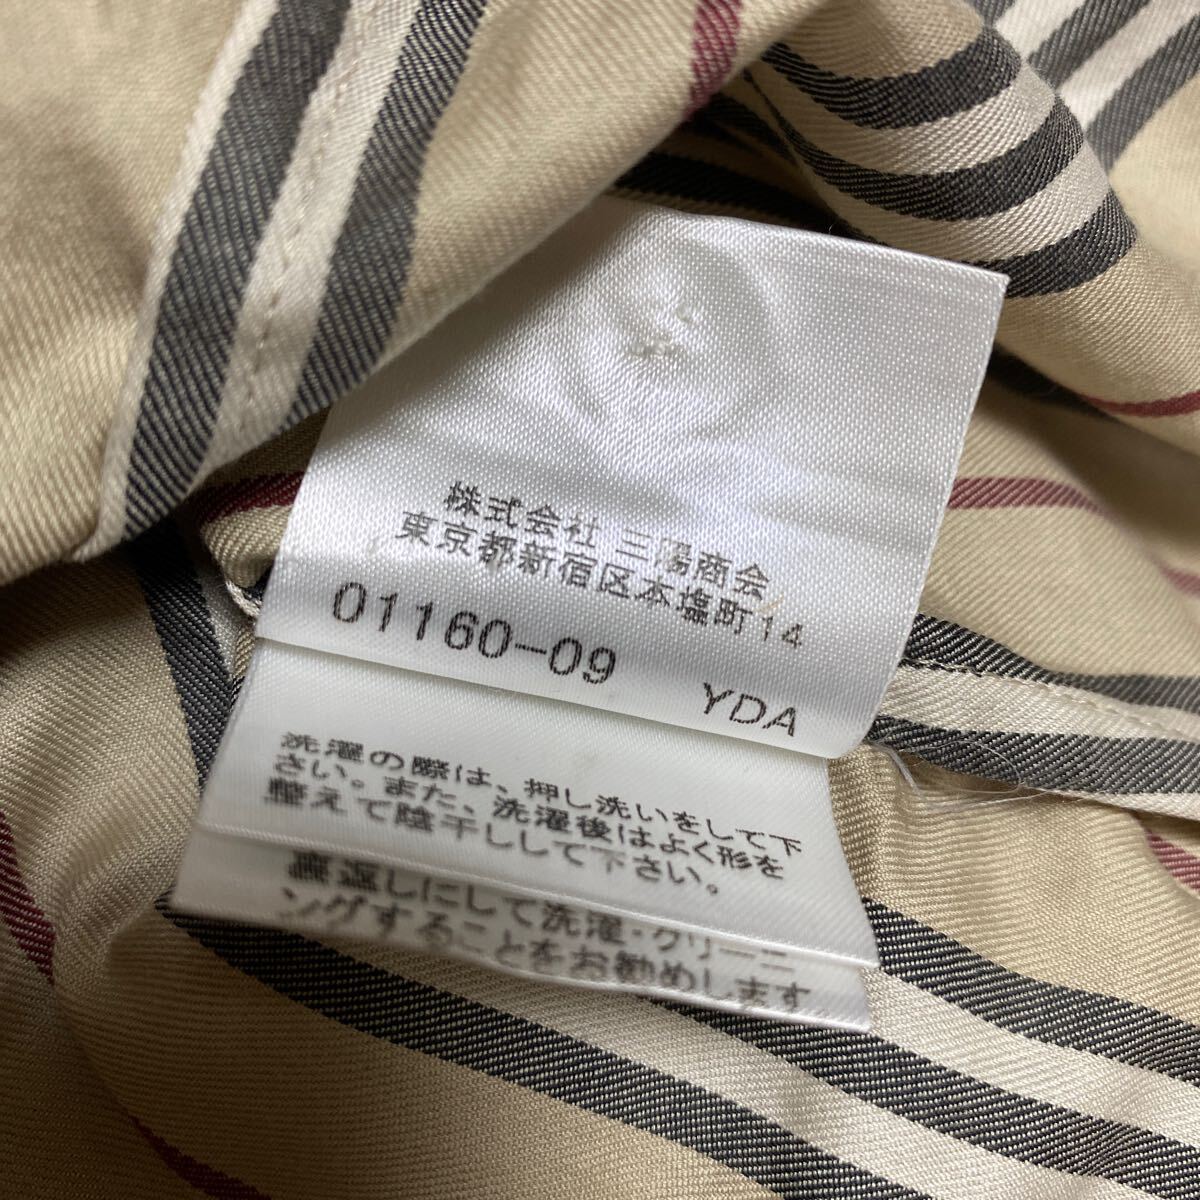 株式会社 三陽商会
東京都新宿区本塩町14
01160-09 YDA
洗濯の際は、押し洗いをして下
さい。また、洗濯後はよく形を
整えて陰干しして下さい。
裏返しにして洗濯・クリーニ
ングすることをお勧めします